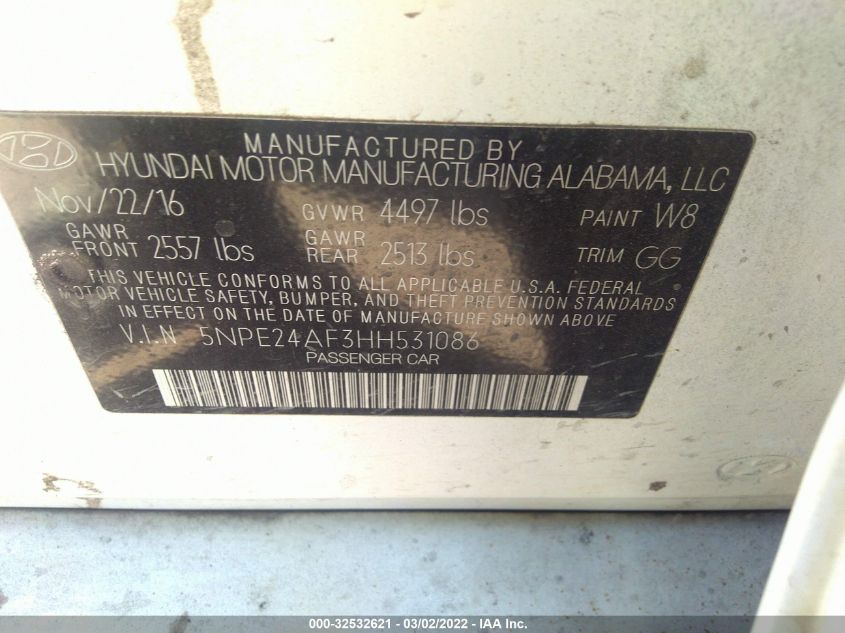 MANUFACTURED BY
HYUNDAI MOTOR MANUFACTURING ALABAMA, LLC
Nov/22/16 GVWR 4497 lbs PAINT W8
GAWR FRONT 2557 lbs GAWR REAR 2513 lbs TRIM GG
THIS VEHICLE CONFORMS TO ALL APPLICABLE U.S.A. FEDERAL
MOTOR VEHICLE SAFETY, BUMPER, AND THEFT PREVENTION STANDARDS
IN EFFECT ON THE DATE OF MANUFACTURE SHOWN ABOVE.
V.I.N 5NPE24AF3HH531086
PASSENGER CAR
000-32532621 - 03/02/2022 - IAA Inc.